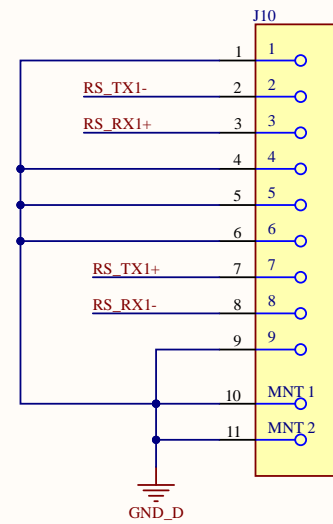 J10
1 1
RS_TX1- 2 2
RS_RX1+ 3 3
4 4
5 5
6 6
RS_TX1+ 7 7
RS_RX1- 8 8
9 9
10 MNT 1
11 MNT 2
GND_D